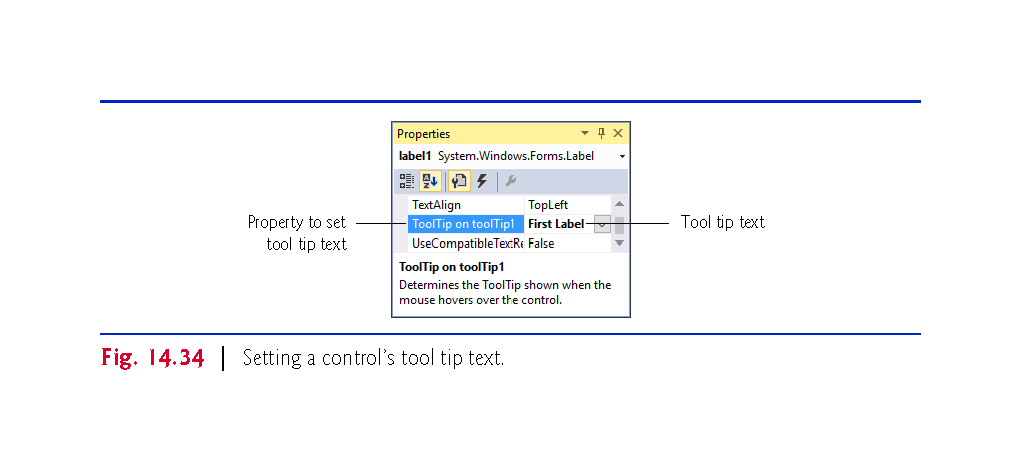 Properties
label1 System.Windows.Forms.Label
TextAlign TopLeft
Property to set
tool tip text
ToolTip on toolTip1 First Label
Tool tip text
UseCompatibleTextRe False
ToolTip on toolTip1
Determines the ToolTip shown when the
mouse hovers over the control.
Fig. 14.34 | Setting a control's tool tip text.